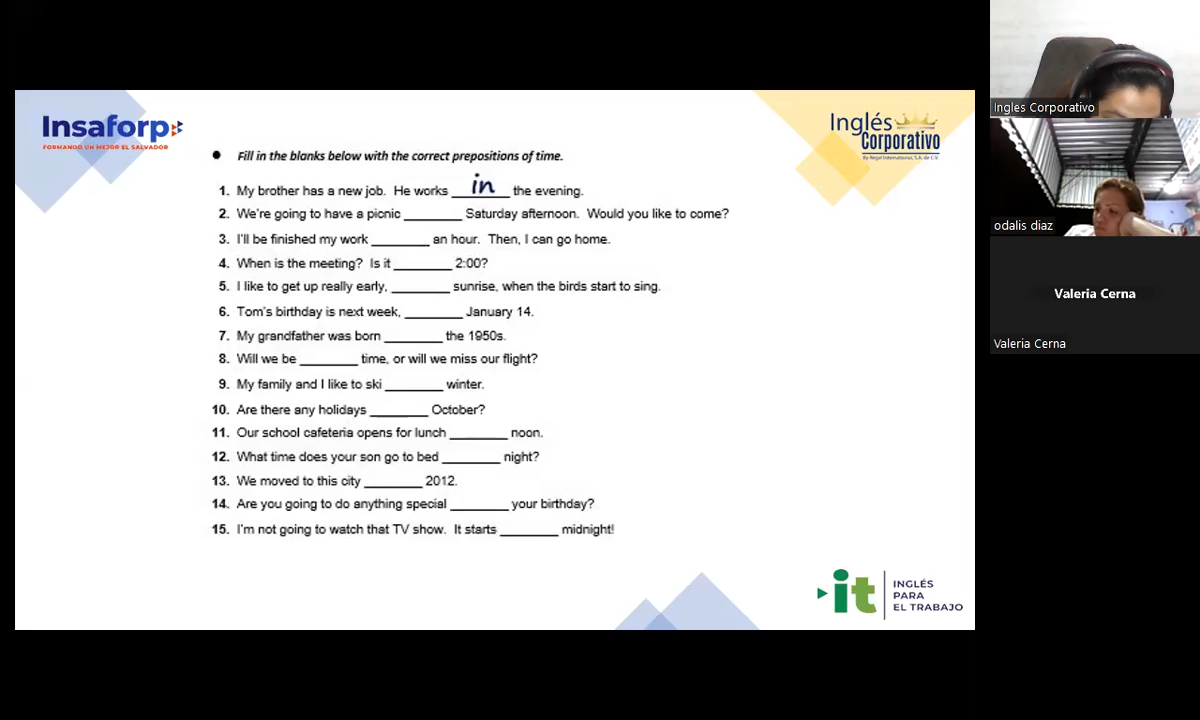 Insaforp
FORMANDO UN MEJOR EL SALVADOR
Inglés
Corporativo
By Regal International, S.A. de C.V.
● Fill in the blanks below with the correct prepositions of time.
1. My brother has a new job. He works __in__ the evening.
2. We're going to have a picnic ________ Saturday afternoon. Would you like to come?
3. I'll be finished my work ________ an hour. Then, I can go home.
4. When is the meeting? Is it ________ 2:00?
5. I like to get up really early, ________ sunrise, when the birds start to sing.
6. Tom's birthday is next week, ________ January 14.
7. My grandfather was born ________ the 1950s.
8. Will we be ________ time, or will we miss our flight?
9. My family and I like to ski ________ winter.
10. Are there any holidays ________ October?
11. Our school cafeteria opens for lunch ________ noon.
12. What time does your son go to bed ________ night?
13. We moved to this city ________ 2012.
14. Are you going to do anything special ________ your birthday?
15. I'm not going to watch that TV show. It starts ________ midnight!
it
INGLÉS
PARA
EL TRABAJO
Ingles Corporativo
odalis diaz
Valeria Cerna
Valeria Cerna